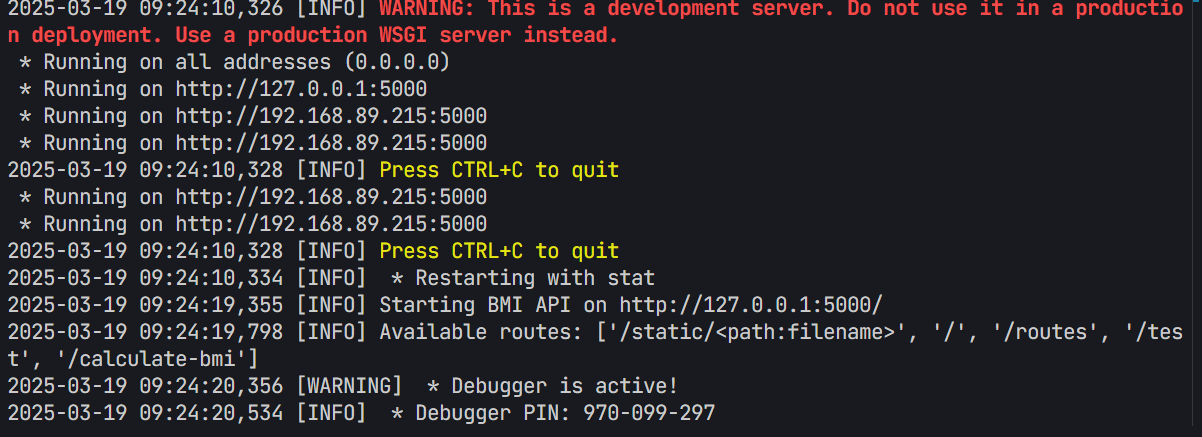 2025-03-19 09:24:10,326 [INFO] WARNING: This is a development server. Do not use it in a productio
n deployment. Use a production WSGI server instead.
 * Running on all addresses (0.0.0.0)
 * Running on http://127.0.0.1:5000
 * Running on http://192.168.89.215:5000
 * Running on http://192.168.89.215:5000
2025-03-19 09:24:10,328 [INFO] Press CTRL+C to quit
 * Running on http://192.168.89.215:5000
 * Running on http://192.168.89.215:5000
2025-03-19 09:24:10,328 [INFO] Press CTRL+C to quit
2025-03-19 09:24:10,334 [INFO]  * Restarting with stat
2025-03-19 09:24:19,355 [INFO] Starting BMI API on http://127.0.0.1:5000/
2025-03-19 09:24:19,798 [INFO] Available routes: ['/static/<path:filename>', '/', '/routes', '/tes
t', '/calculate-bmi']
2025-03-19 09:24:20,356 [WARNING]  * Debugger is active!
2025-03-19 09:24:20,534 [INFO]  * Debugger PIN: 970-099-297